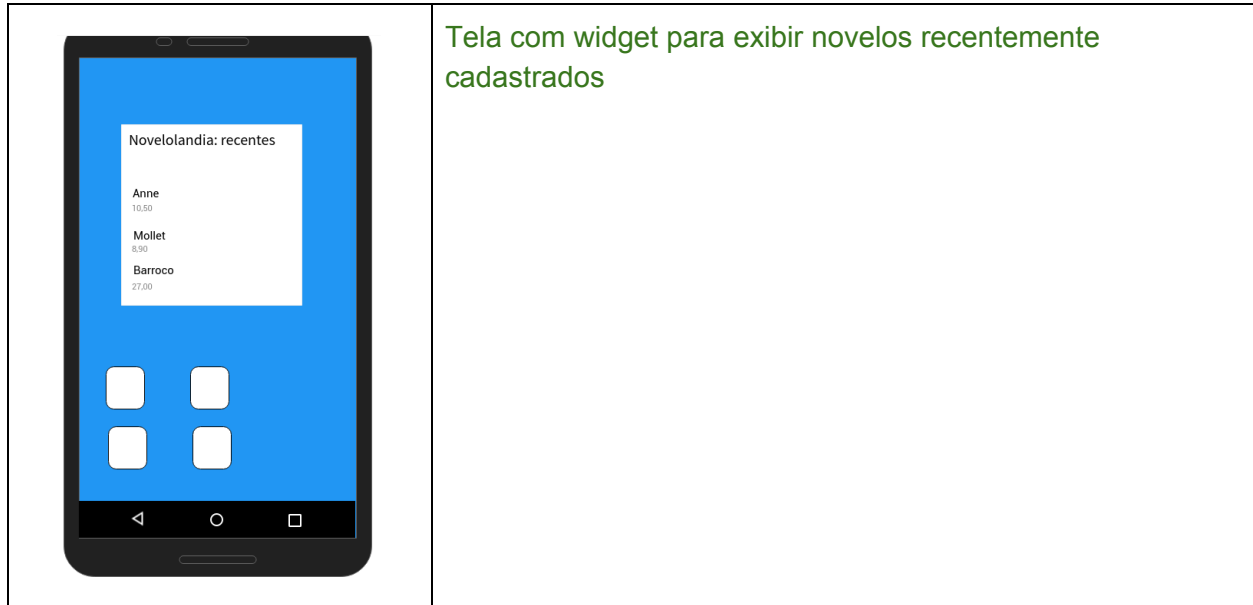 Novelolandia: recentes
Anne
10,50
Mollet
8,90
Barroco
27,00
Tela com widget para exibir novelos recentemente
cadastrados